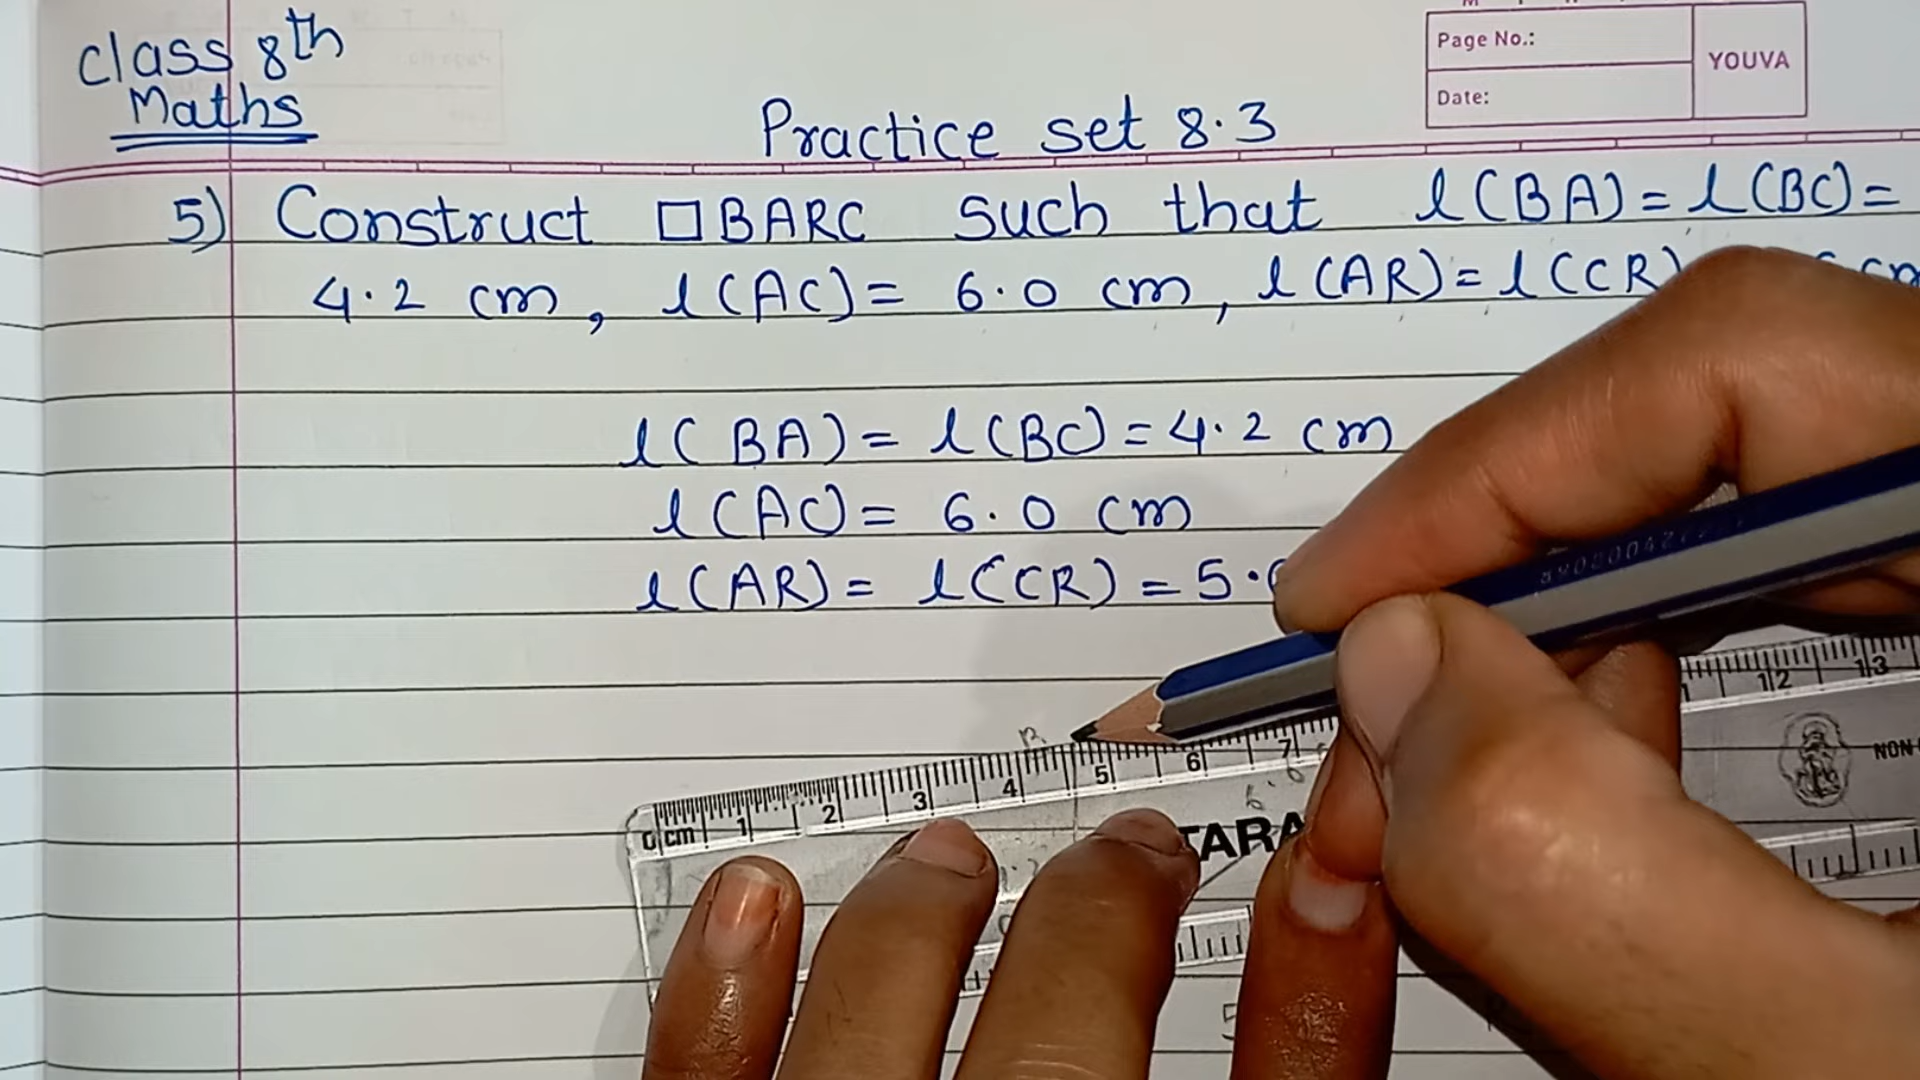 class 8th
Maths
Page No.:
YOUVA
Date:
Practice set 8.3
5) Construct □BARC such that l(BA) = l(BC) =
4.2 cm, l(AC) = 6.0 cm, l(AR) = l(CR)
l(BA) = l(BC) = 4.2 cm
l(AC) = 6.0 cm
l(AR) = l(CR) = 5.
0 cm 1 2 3 4 5 6 7 12 13
NON
TARA